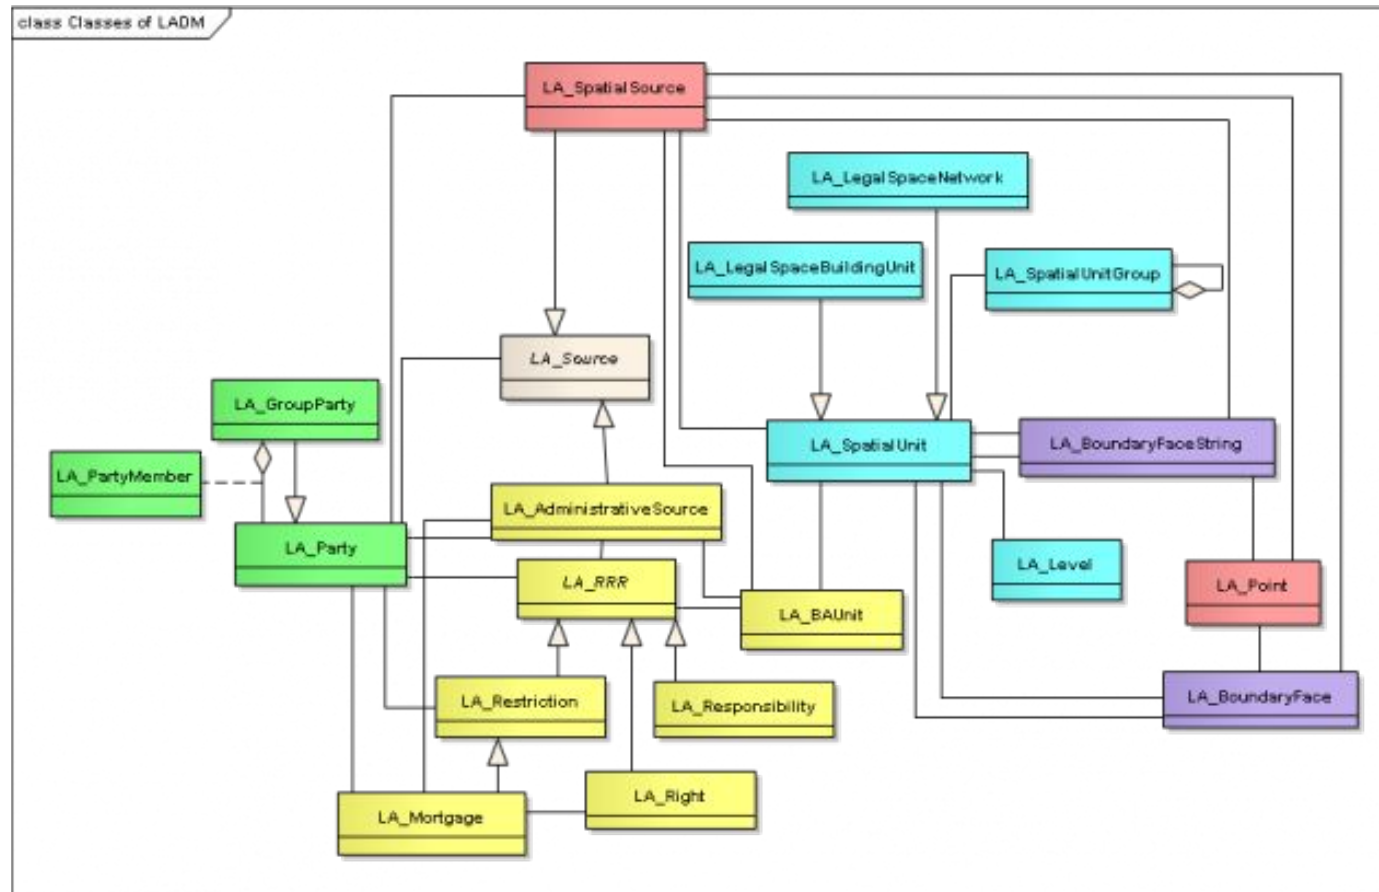 class Classes of LADM
LA_SpatialSource
LA_LegalSpaceNetwork
LA_LegalSpaceBuildingUnit
LA_SpatialUnitGroup
LA_Source
LA_GroupParty
LA_SpatialUnit
LA_BoundaryFaceString
LA_PartyMember
LA_AdministrativeSource
LA_Party
LA_Level
LA_RRR
LA_Point
LA_BAUnit
LA_Restriction
LA_Responsibility
LA_BoundaryFace
LA_Right
LA_Mortgage